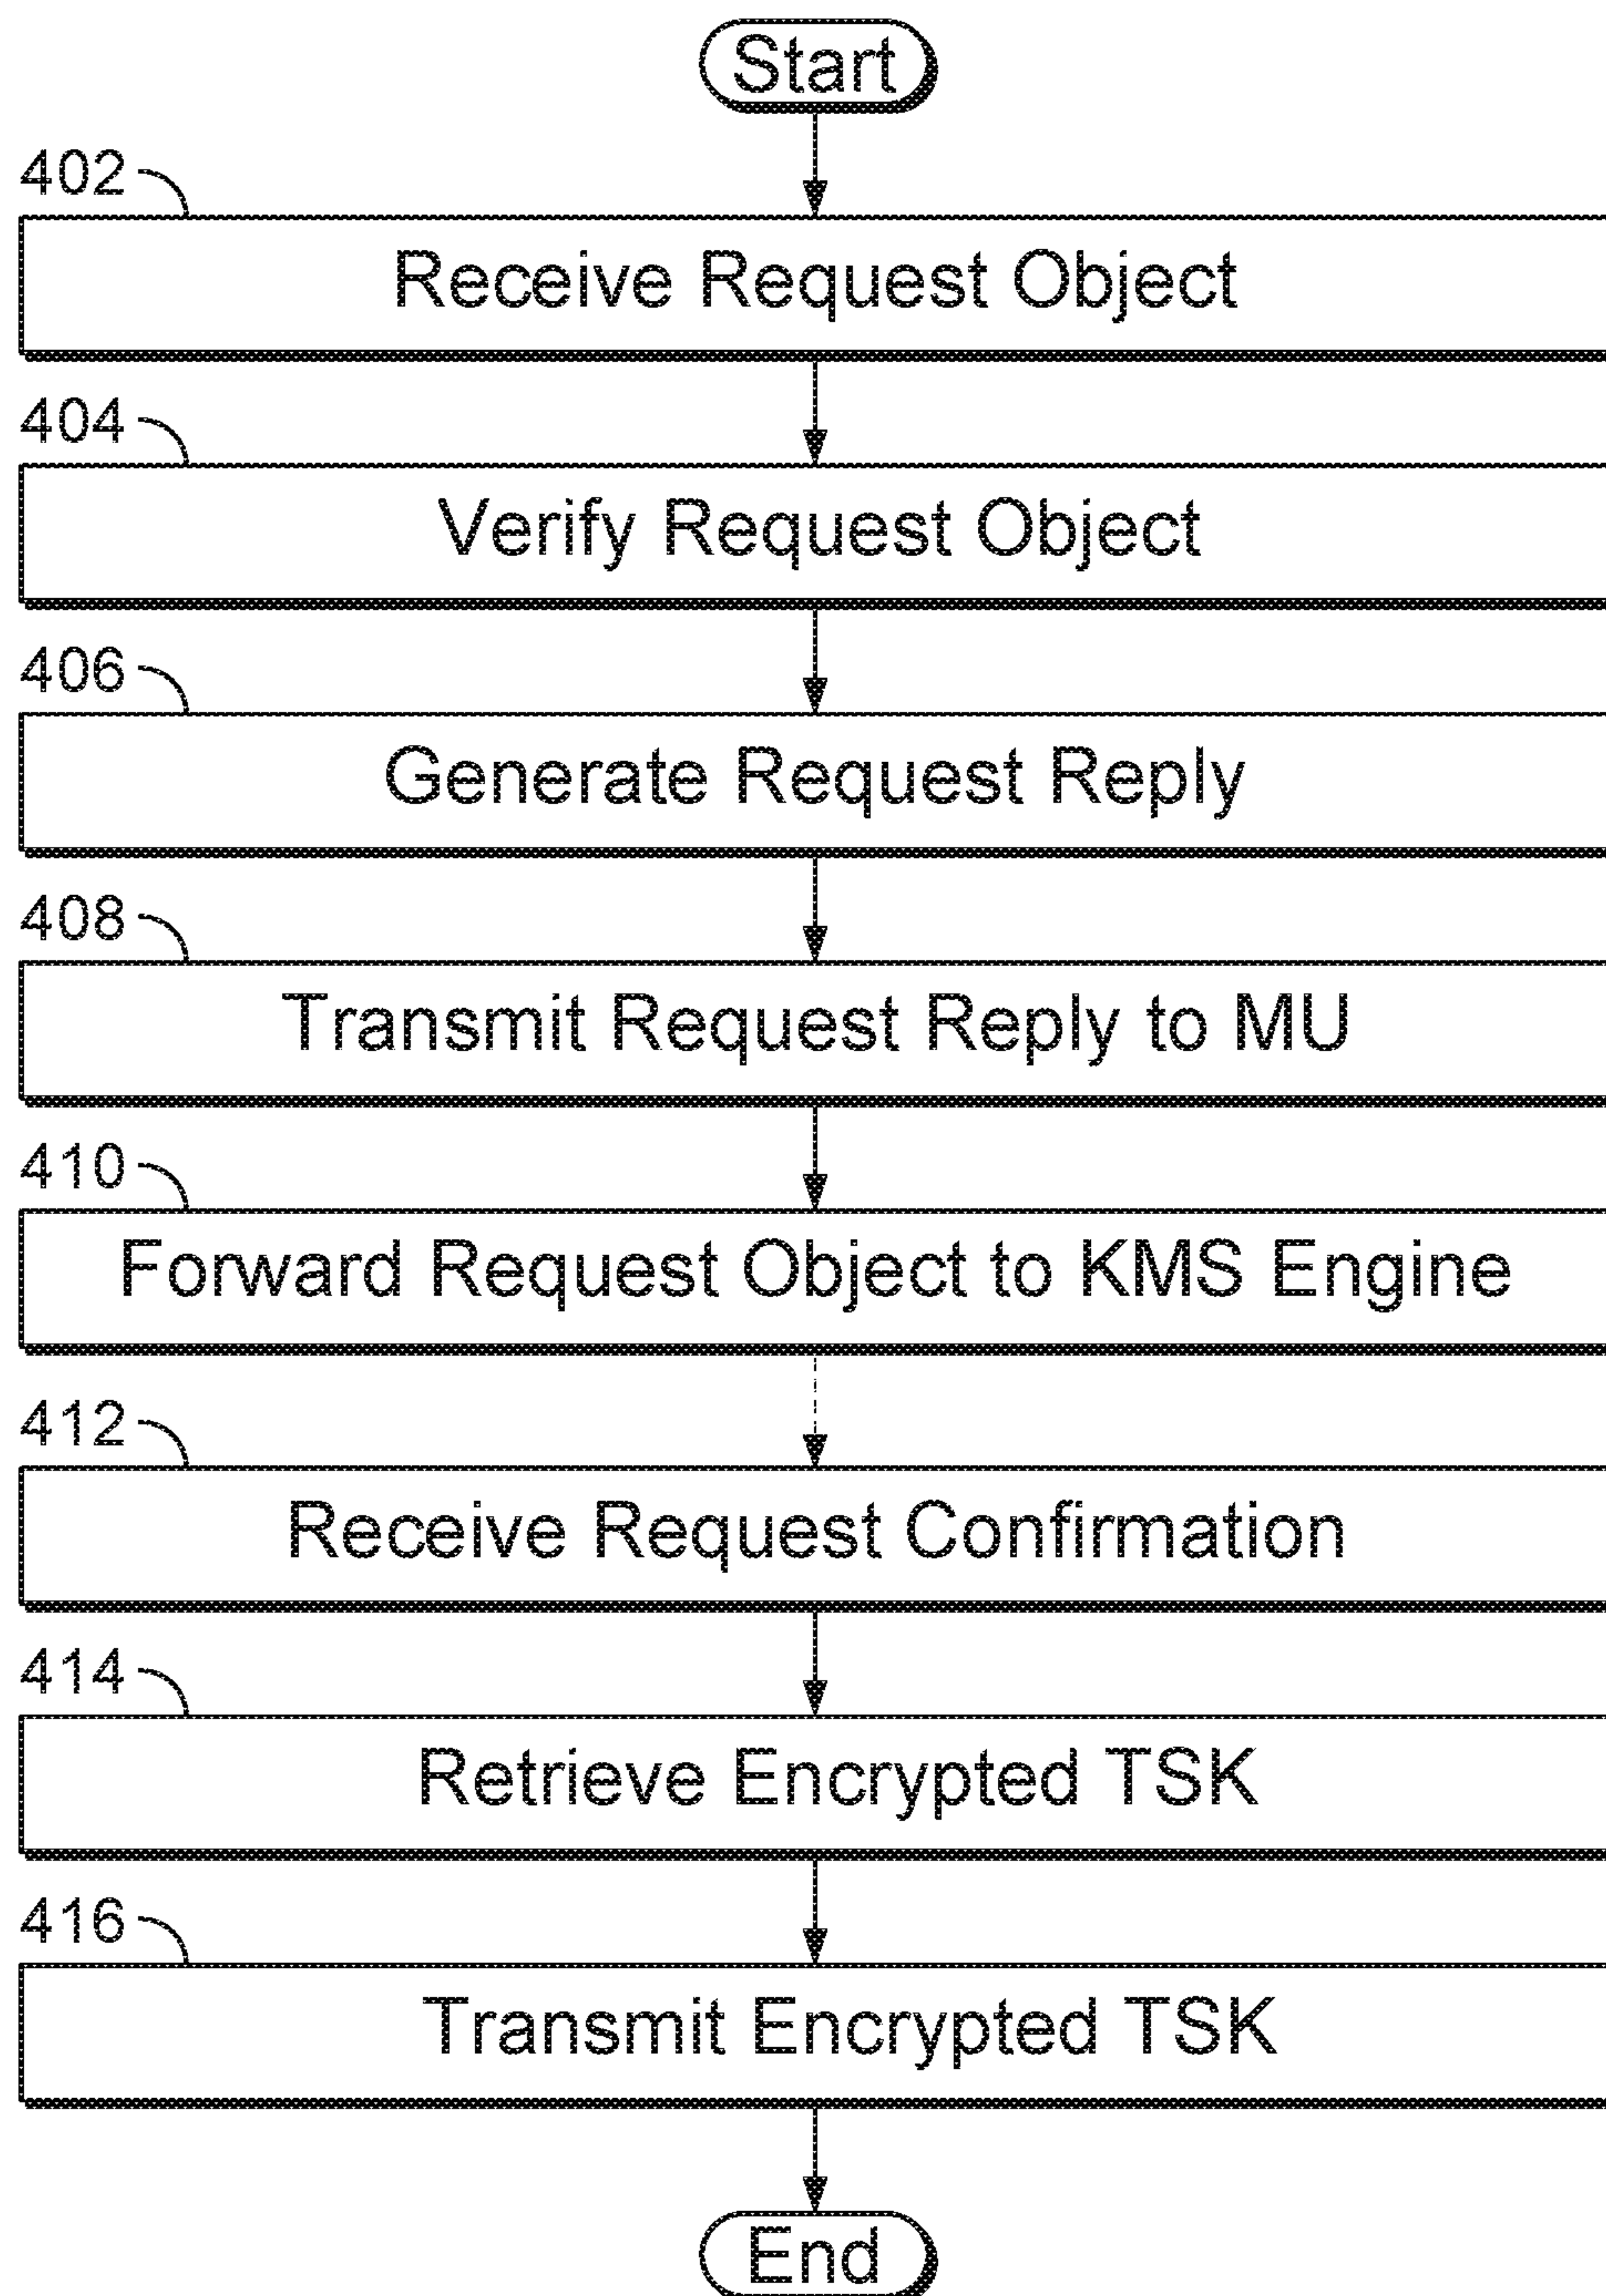 Start
402
Receive Request Object
404
Verify Request Object
406
Generate Request Reply
408
Transmit Request Reply to MU
410
Forward Request Object to KMS Engine
412
Receive Request Confirmation
414
Retrieve Encrypted TSK
416
Transmit Encrypted TSK
End